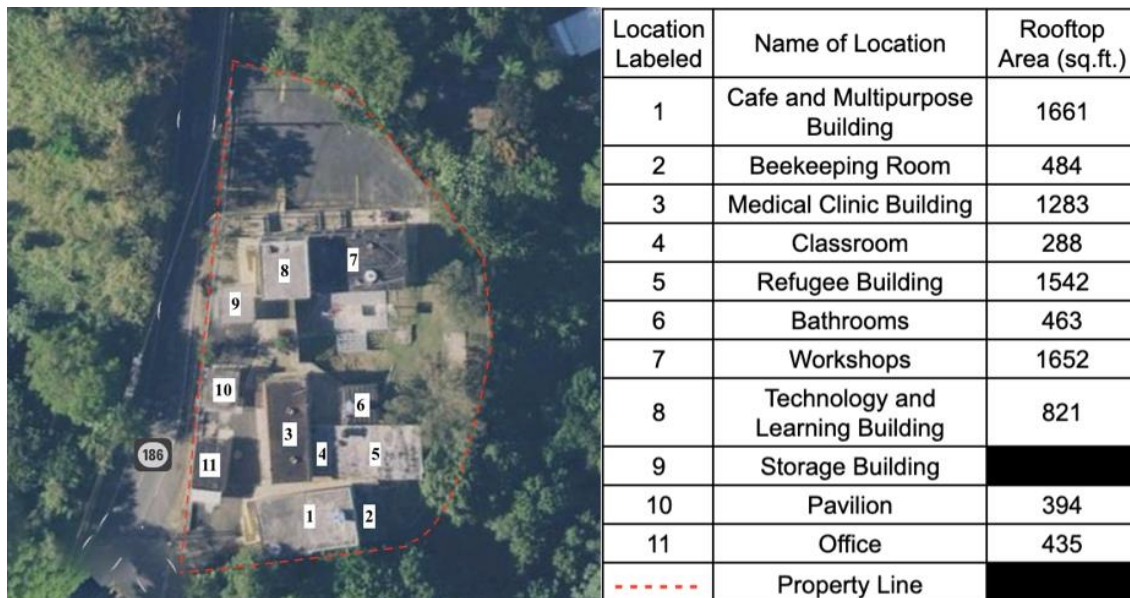 8
7
9
10
6
3
186
11
4
5
1
2
Location Labeled
Name of Location
Rooftop Area (sq.ft.)
1
Cafe and Multipurpose Building
1661
2
Beekeeping Room
484
3
Medical Clinic Building
1283
4
Classroom
288
5
Refugee Building
1542
6
Bathrooms
463
7
Workshops
1652
8
Technology and Learning Building
821
9
Storage Building
10
Pavilion
394
11
Office
435
Property Line